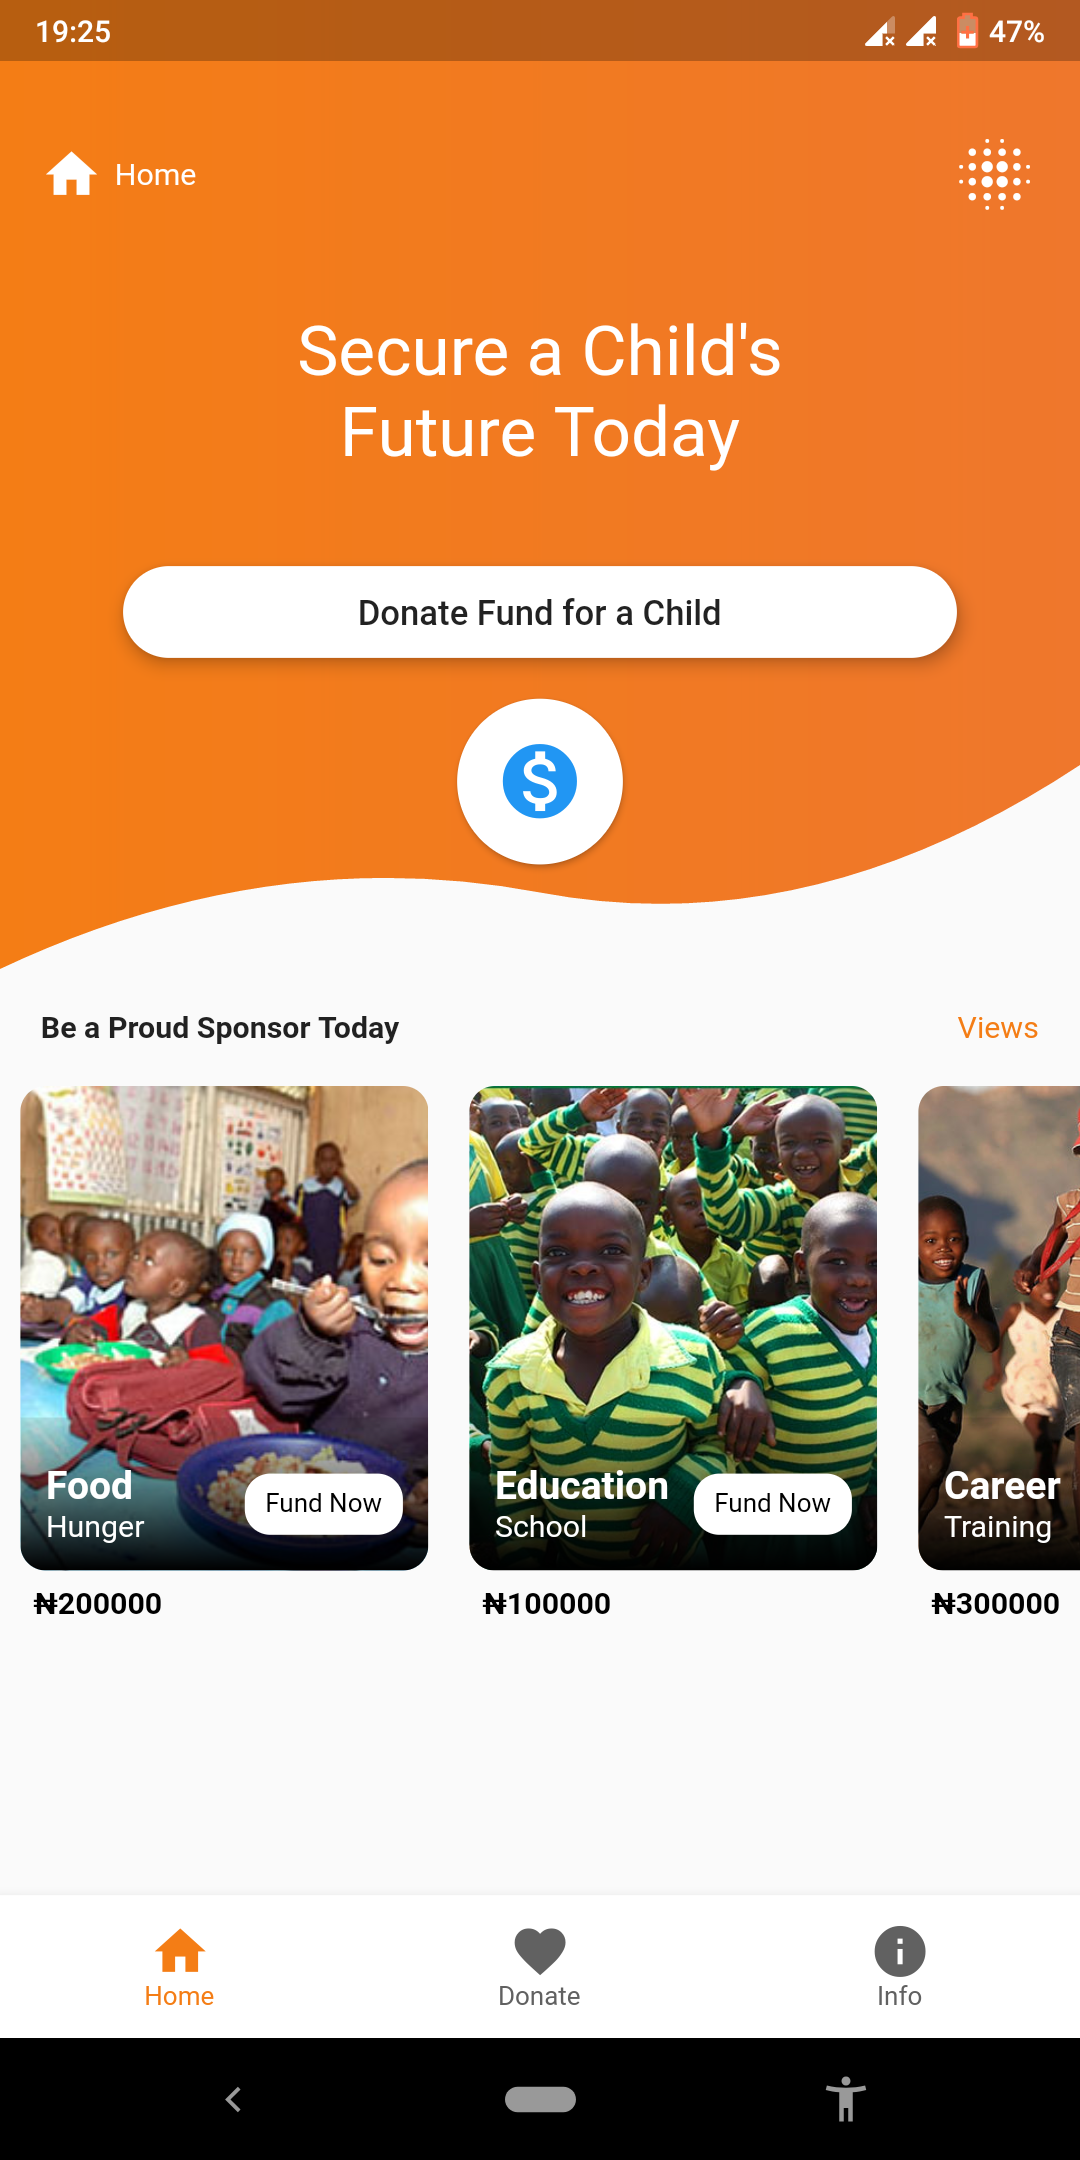 19:25
47%
Home
Secure a Child's
Future Today
Donate Fund for a Child
Be a Proud Sponsor Today
Views
Food
Hunger
Fund Now
Education
School
Fund Now
Career
Training
₦200000
₦100000
₦300000
Home
Donate
Info